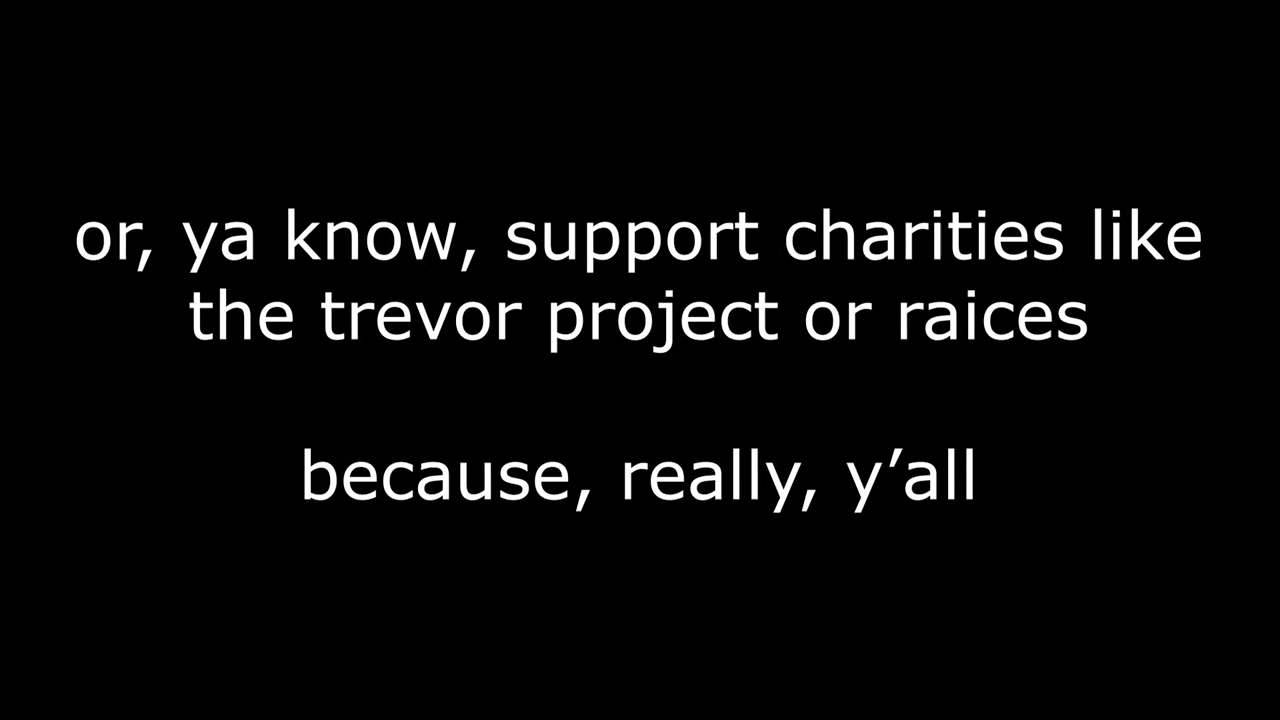 or, ya know, support charities like
the trevor project or raices
because, really, y’all